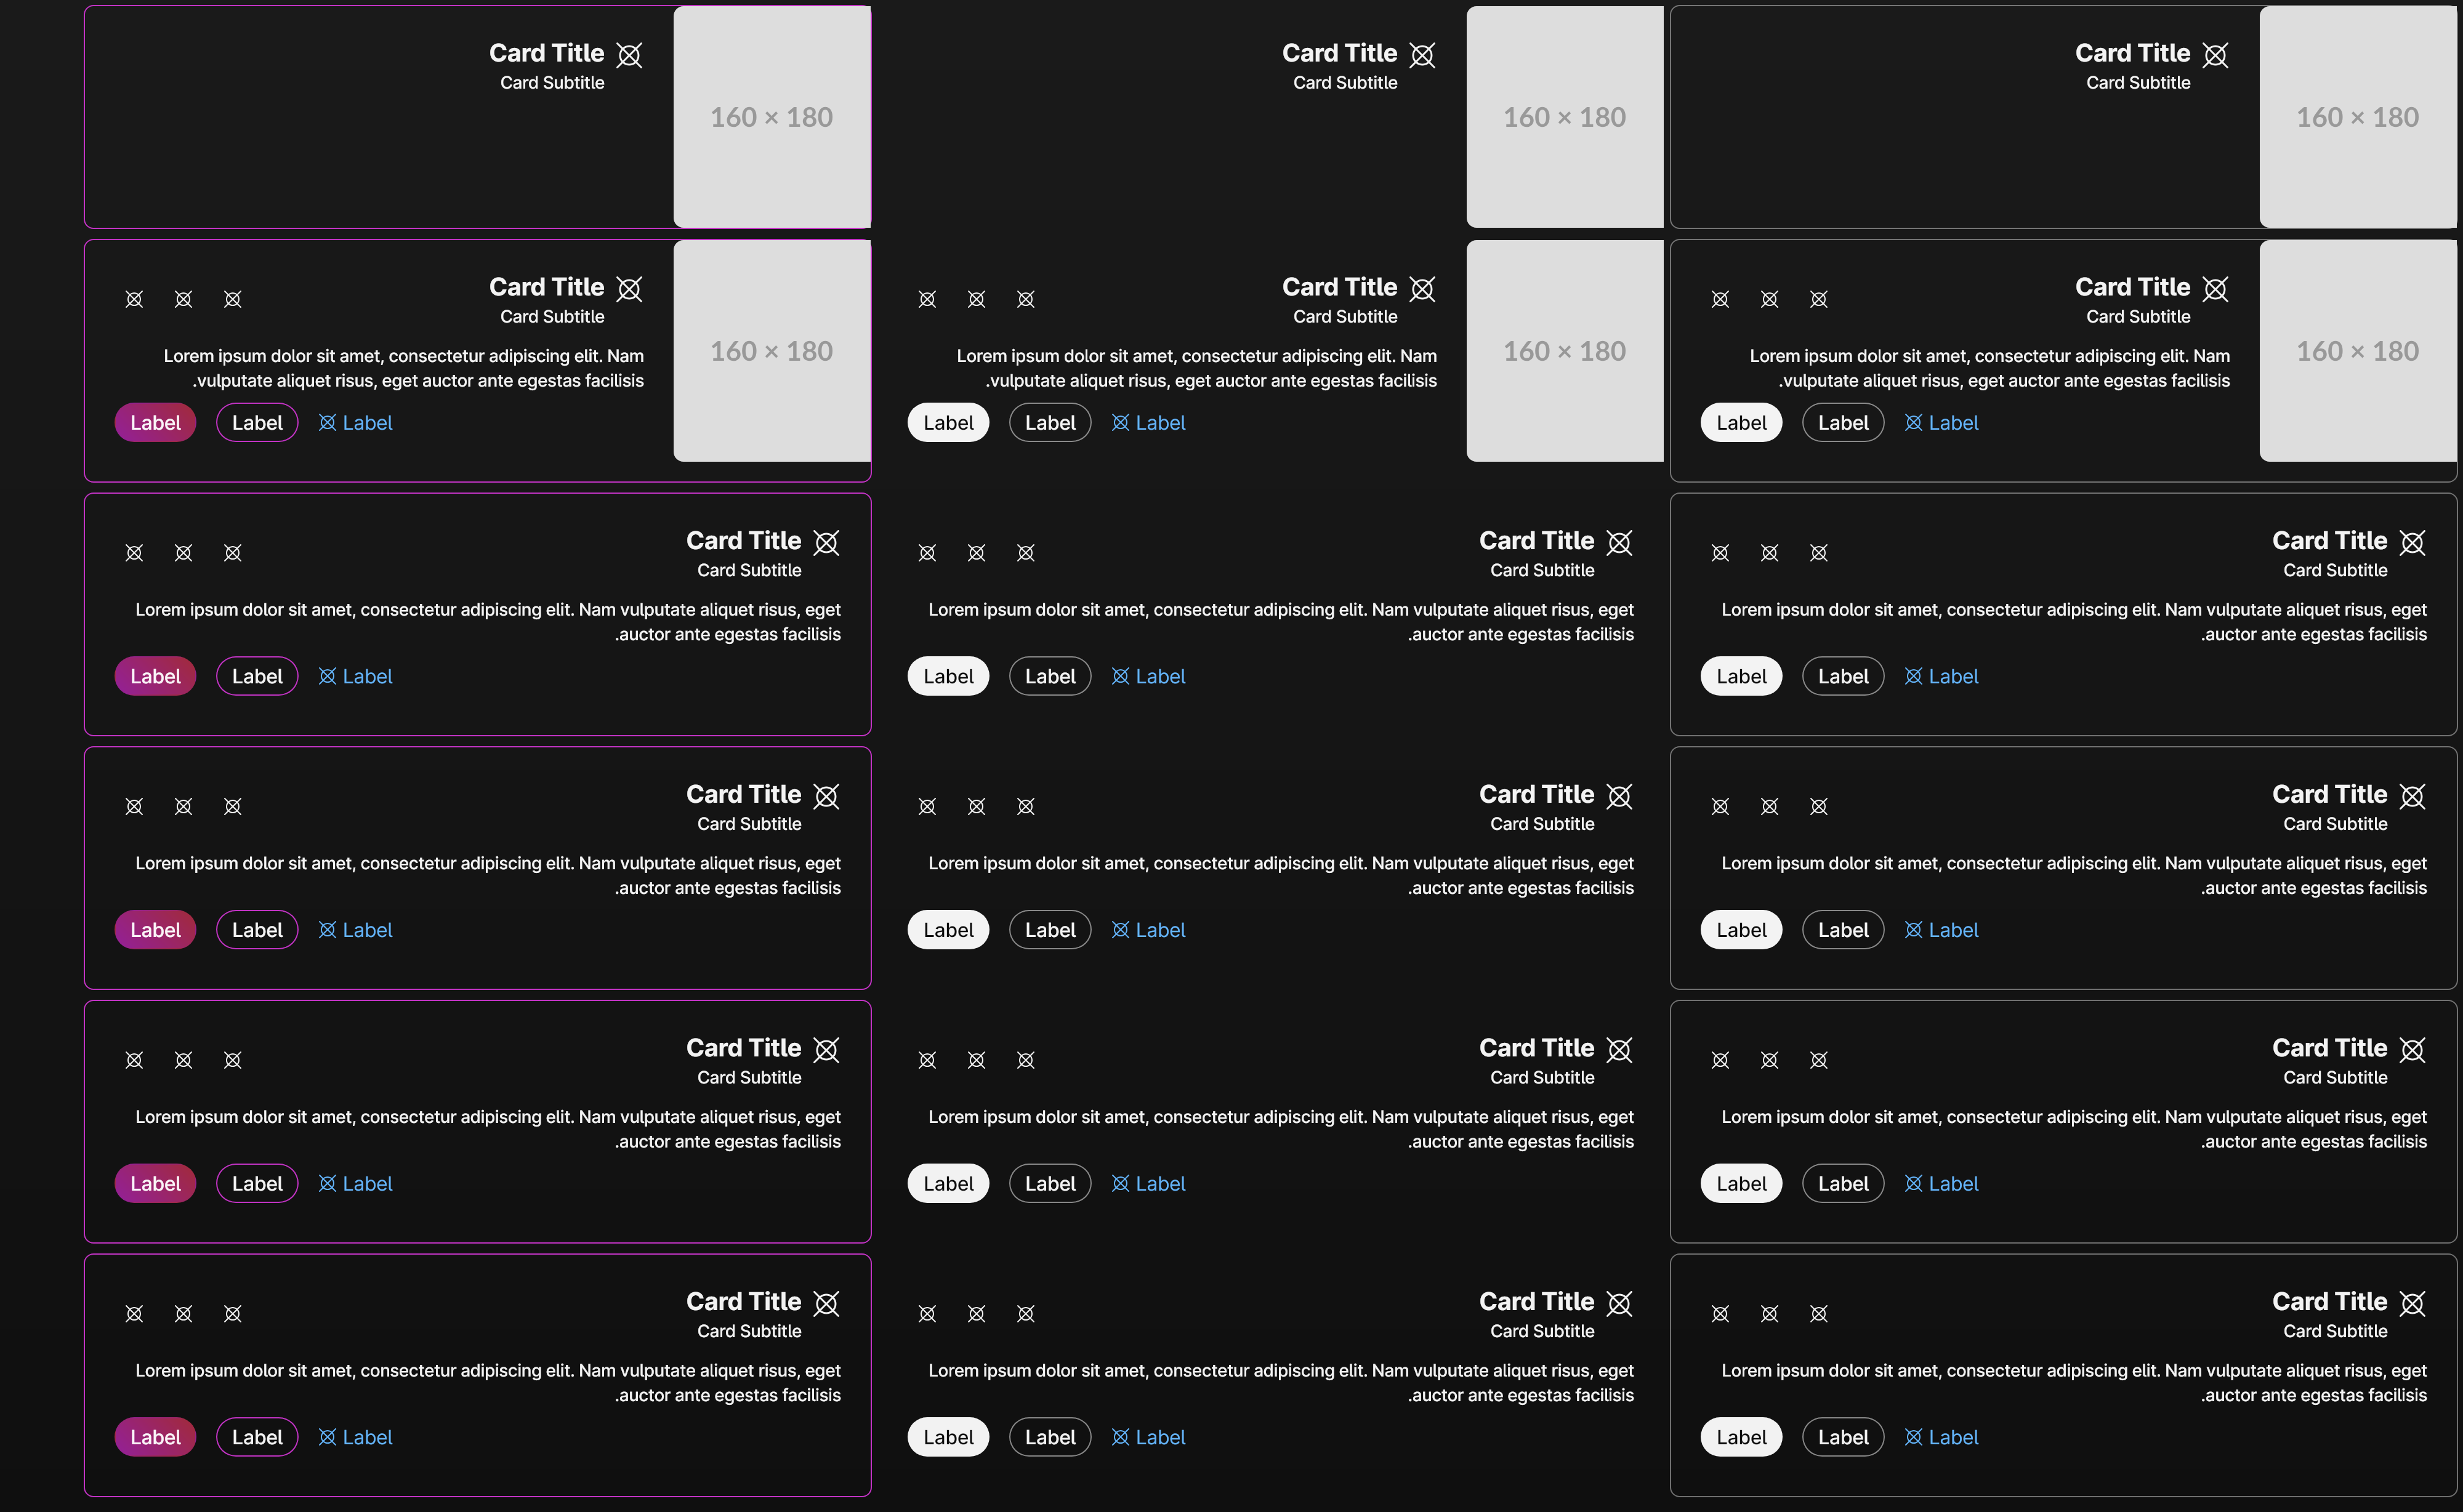 Card Title
Card Subtitle
160 × 180
Card Title
Card Subtitle
160 × 180
Card Title
Card Subtitle
160 × 180
Card Title
Card Subtitle
Lorem ipsum dolor sit amet, consectetur adipiscing elit. Nam
.vulputate aliquet risus, eget auctor ante egestas facilisis
Label Label Label
160 × 180
Card Title
Card Subtitle
Lorem ipsum dolor sit amet, consectetur adipiscing elit. Nam
.vulputate aliquet risus, eget auctor ante egestas facilisis
Label Label Label
160 × 180
Card Title
Card Subtitle
Lorem ipsum dolor sit amet, consectetur adipiscing elit. Nam
.vulputate aliquet risus, eget auctor ante egestas facilisis
Label Label Label
160 × 180
Card Title
Card Subtitle
Lorem ipsum dolor sit amet, consectetur adipiscing elit. Nam vulputate aliquet risus, eget
.auctor ante egestas facilisis
Label Label Label
Card Title
Card Subtitle
Lorem ipsum dolor sit amet, consectetur adipiscing elit. Nam vulputate aliquet risus, eget
.auctor ante egestas facilisis
Label Label Label
Card Title
Card Subtitle
Lorem ipsum dolor sit amet, consectetur adipiscing elit. Nam vulputate aliquet risus, eget
.auctor ante egestas facilisis
Label Label Label
Card Title
Card Subtitle
Lorem ipsum dolor sit amet, consectetur adipiscing elit. Nam vulputate aliquet risus, eget
.auctor ante egestas facilisis
Label Label Label
Card Title
Card Subtitle
Lorem ipsum dolor sit amet, consectetur adipiscing elit. Nam vulputate aliquet risus, eget
.auctor ante egestas facilisis
Label Label Label
Card Title
Card Subtitle
Lorem ipsum dolor sit amet, consectetur adipiscing elit. Nam vulputate aliquet risus, eget
.auctor ante egestas facilisis
Label Label Label
Card Title
Card Subtitle
Lorem ipsum dolor sit amet, consectetur adipiscing elit. Nam vulputate aliquet risus, eget
.auctor ante egestas facilisis
Label Label Label
Card Title
Card Subtitle
Lorem ipsum dolor sit amet, consectetur adipiscing elit. Nam vulputate aliquet risus, eget
.auctor ante egestas facilisis
Label Label Label
Card Title
Card Subtitle
Lorem ipsum dolor sit amet, consectetur adipiscing elit. Nam vulputate aliquet risus, eget
.auctor ante egestas facilisis
Label Label Label
Card Title
Card Subtitle
Lorem ipsum dolor sit amet, consectetur adipiscing elit. Nam vulputate aliquet risus, eget
.auctor ante egestas facilisis
Label Label Label
Card Title
Card Subtitle
Lorem ipsum dolor sit amet, consectetur adipiscing elit. Nam vulputate aliquet risus, eget
.auctor ante egestas facilisis
Label Label Label
Card Title
Card Subtitle
Lorem ipsum dolor sit amet, consectetur adipiscing elit. Nam vulputate aliquet risus, eget
.auctor ante egestas facilisis
Label Label Label